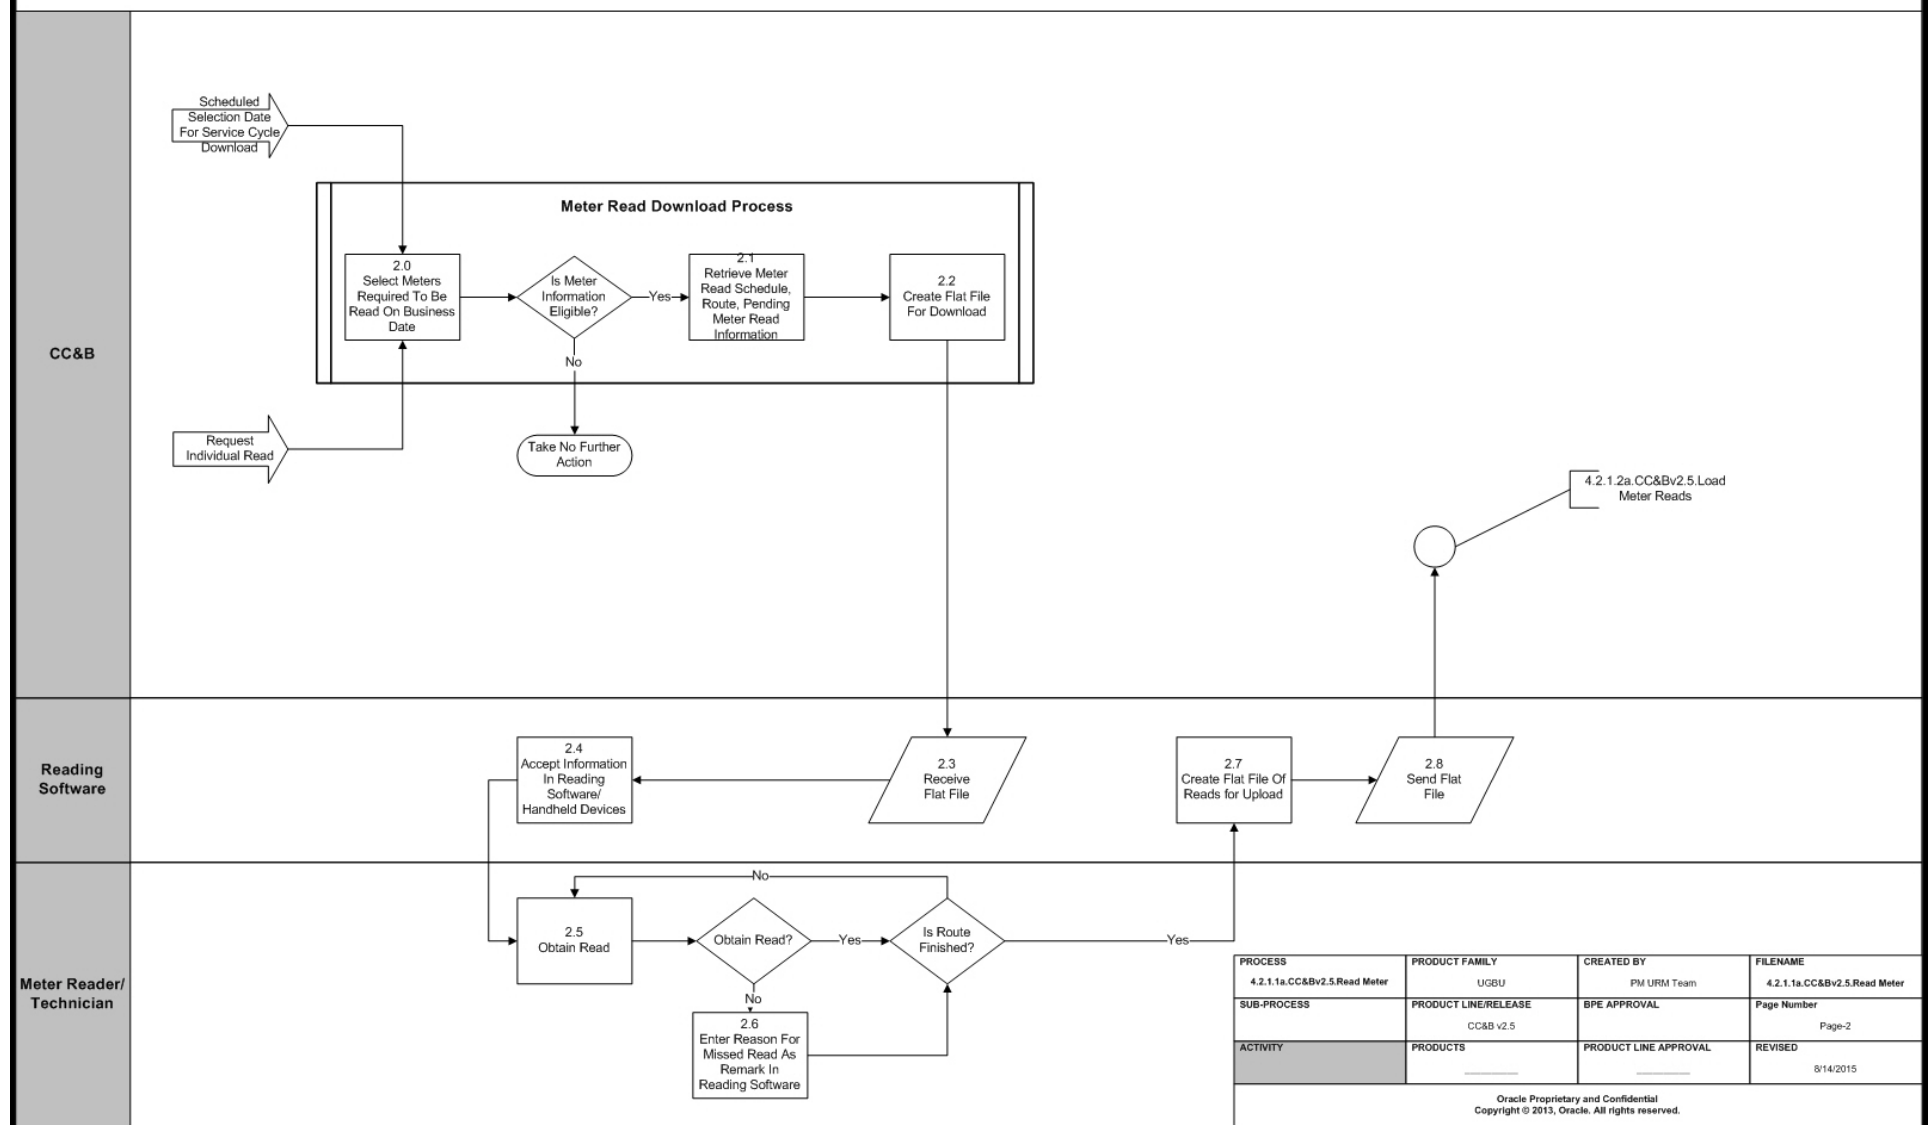 CC&B
Scheduled
Selection Date
For Service Cycle
Download
Meter Read Download Process
2.0
Select Meters
Required To Be
Read On Business
Date
Is Meter
Information
Eligible?
Yes
No
2.1
Retrieve Meter
Read Schedule,
Route, Pending
Meter Read
Information
2.2
Create Flat File
For Download
Request
Individual Read
Take No Further
Action
4.2.1.2a.CC&Bv2.5.Load
Meter Reads
Reading
Software
2.4
Accept Information
In Reading
Software/
Handheld Devices
2.3
Receive
Flat File
2.7
Create Flat File Of
Reads for Upload
2.8
Send Flat
File
Meter Reader/
Technician
No
2.5
Obtain Read
Obtain Read?
Yes
Is Route
Finished?
Yes
No
2.6
Enter Reason For
Missed Read As
Remark In
Reading Software
PROCESS
4.2.1.1a.CC&Bv2.5.Read Meter
PRODUCT FAMILY
UGBU
CREATED BY
PM URM Team
FILENAME
4.2.1.1a.CC&Bv2.5.Read Meter
SUB-PROCESS
PRODUCT LINE/RELEASE
CC&B v2.5
BPE APPROVAL
Page Number
Page-2
ACTIVITY
PRODUCTS
PRODUCT LINE APPROVAL
REVISED
8/14/2015
Oracle Proprietary and Confidential
Copyright © 2013, Oracle. All rights reserved.